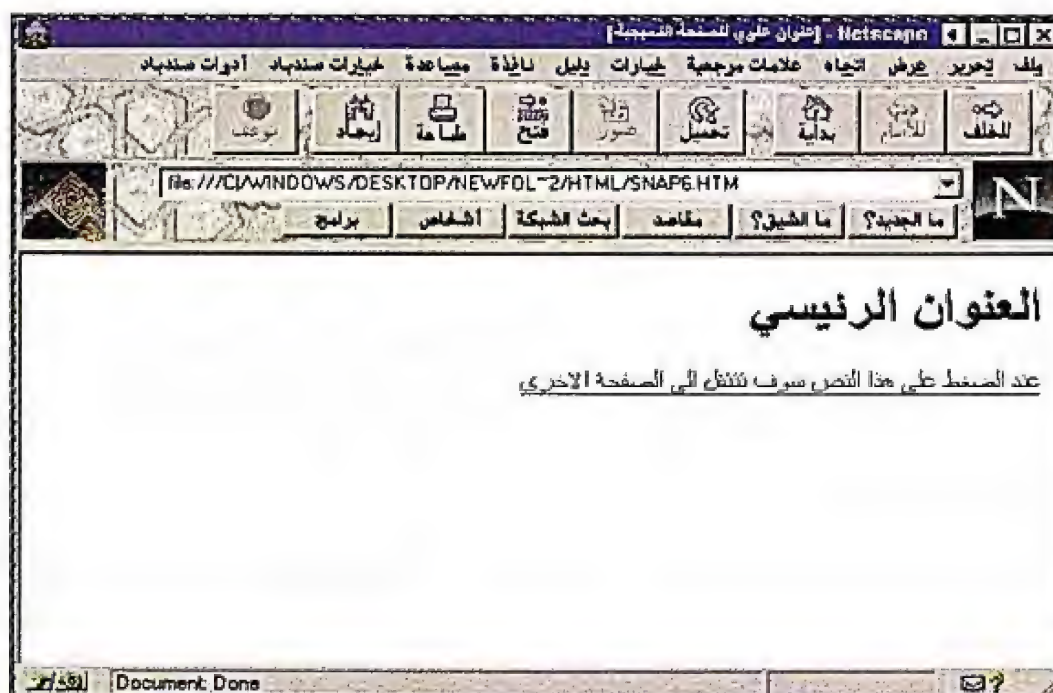 Netscape - [عنوان علوي للصفحة النسيجية]
ملف تحرير عرض اتجاه علامات مرجعية خيارات دليل نافذة مساعدة خيارات سندباد أدوات سندباد
للخلف للأمام بداية تحميل صور فتح طباعة إيجاد توقف
file:///C|/WINDOWS/DESKTOP/NEWFOL~2/HTML/SNAP6.HTM
ما الجديد؟ ما الشيق؟ مقاصد بحث الشبكة أشخاص برامج
N
العنوان الرئيسي
عند الضغط على هذا النص سوف تنتقل الى الصفحة الاخرى
Document: Done